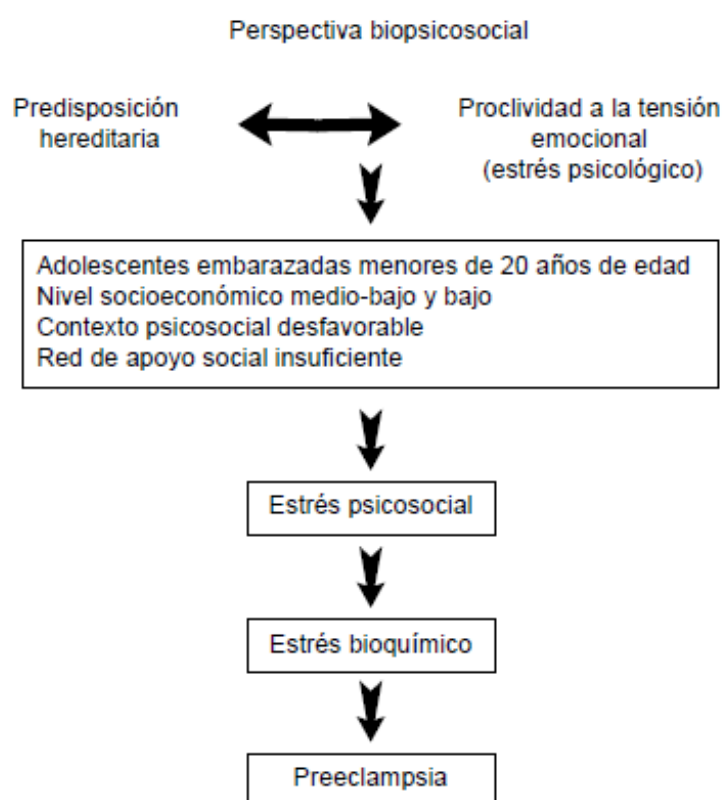 Perspectiva biopsicosocial
Predisposición
hereditaria
Proclividad a la tensión
emocional
(estrés psicológico)
Adolescentes embarazadas menores de 20 años de edad
Nivel socioeconómico medio-bajo y bajo
Contexto psicosocial desfavorable
Red de apoyo social insuficiente
Estrés psicosocial
Estrés bioquímico
Preeclampsia